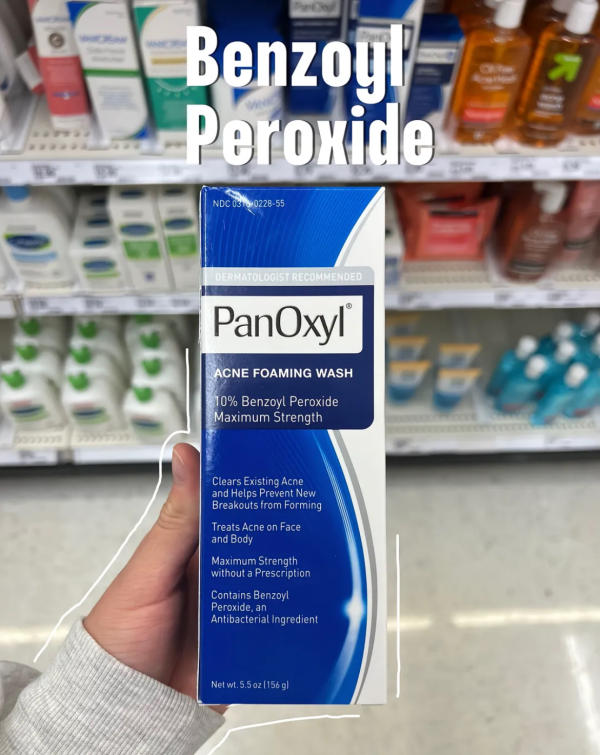 Benzoyl
Peroxide
DERMATOLOGIST RECOMMENDED
PanOxyl®
ACNE FOAMING WASH
10% Benzoyl Peroxide
Maximum Strength
Clears Existing Acne
and Helps Prevent New
Breakouts from Forming
Treats Acne on Face
and Body
Maximum Strength
without a Prescription
Contains Benzoyl
Peroxide, an
Antibacterial Ingredient
Net wt. 5.5 oz (156 g)